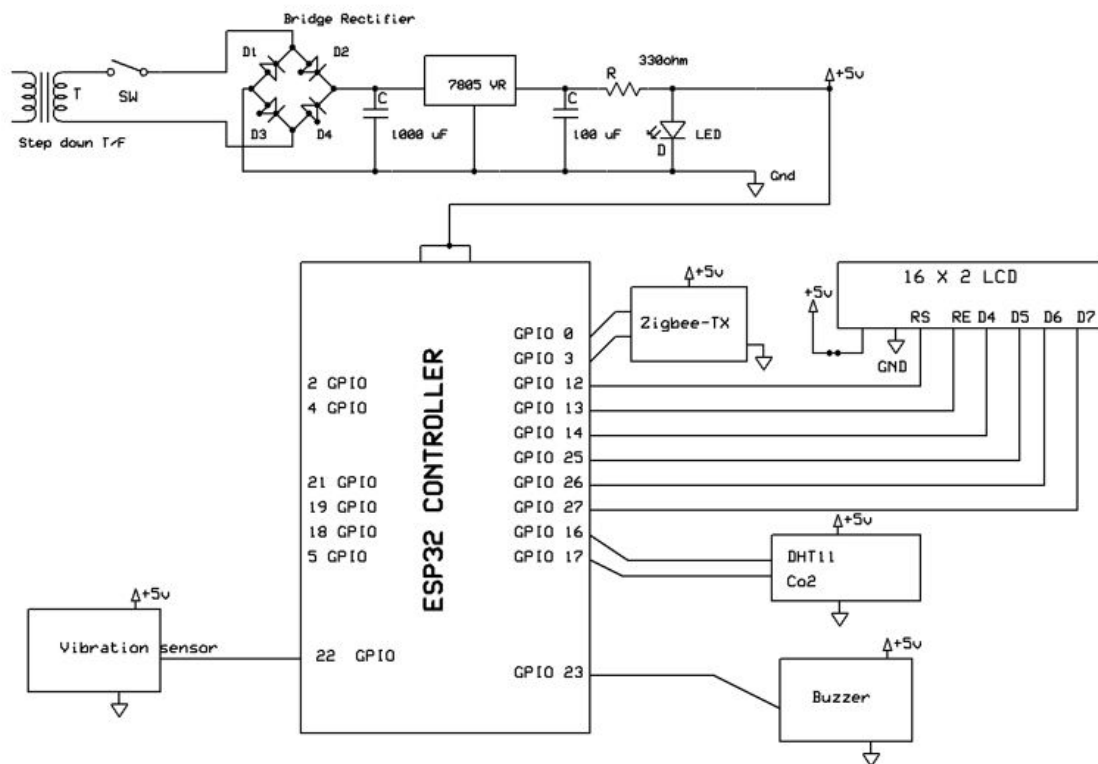 Bridge Rectifier
D1
D2
330ohm
+5v
R
7805 VR
T
SW
C
C
D3
D4
1000 uF
100 uF
LED
D
Step down T/F
Gnd
+5v
16 X 2 LCD
+5v
Zigbee-TX
RS RE D4 D5 D6 D7
GPIO 0
GPIO 3
GND
2 GPIO
GPIO 12
4 GPIO
GPIO 13
GPIO 14
GPIO 25
21 GPIO
GPIO 26
19 GPIO
GPIO 27
18 GPIO
GPIO 16
5 GPIO
GPIO 17
ESP32 CONTROLLER
+5v
DHT11
Co2
+5v
Vibration sensor
22 GPIO
GPIO 23
+5v
Buzzer